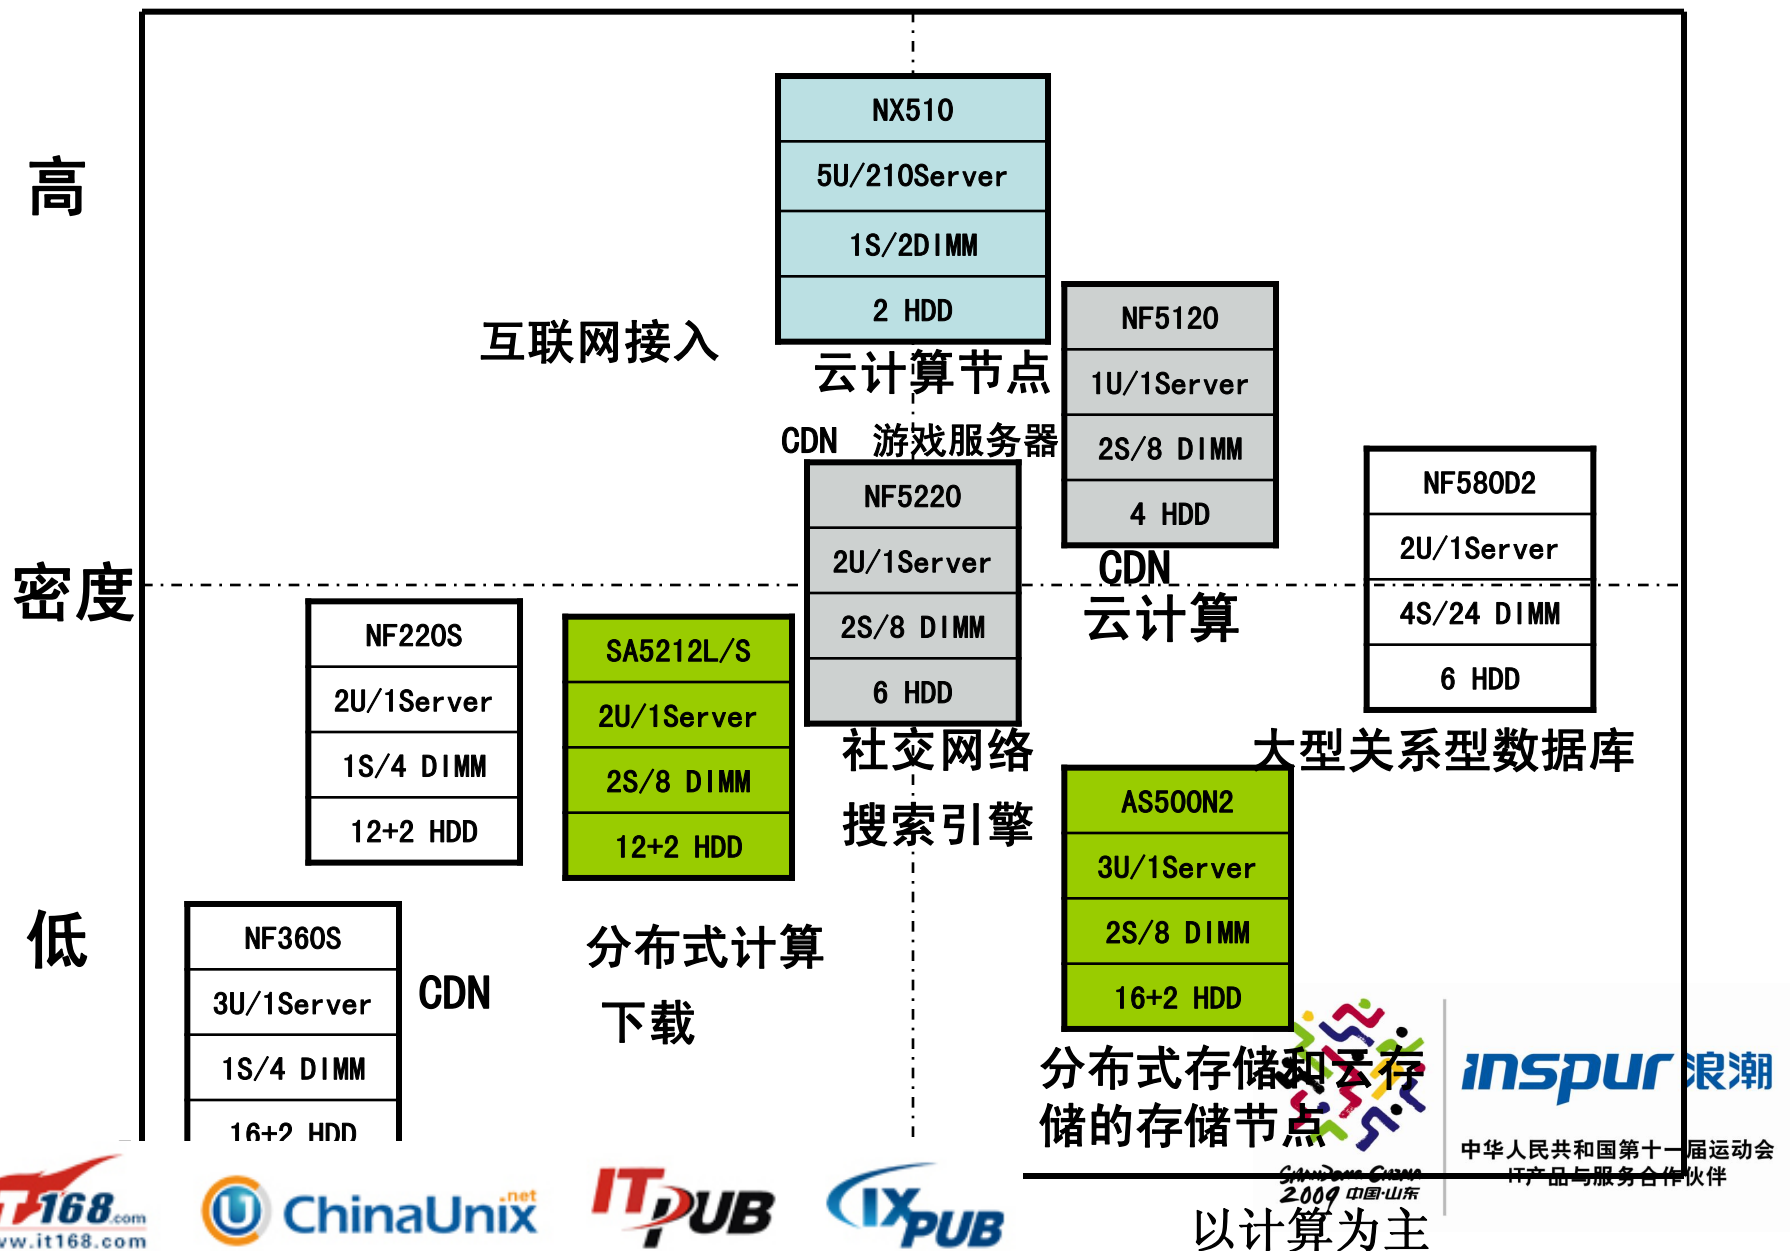 高
NX510
5U/210Server
1S/2DIMM
2 HDD
互联网接入
云计算节点
NF5120
1U/1Server
2S/8 DIMM
4 HDD
CDN 游戏服务器
NF5220
2U/1Server
2S/8 DIMM
6 HDD
NF580D2
2U/1Server
4S/24 DIMM
6 HDD
CDN
云计算
密度
NF220S
2U/1Server
1S/4 DIMM
12+2 HDD
SA5212L/S
2U/1Server
2S/8 DIMM
12+2 HDD
社交网络
搜索引擎
大型关系型数据库
AS500N2
3U/1Server
2S/8 DIMM
16+2 HDD
低
NF360S
3U/1Server
1S/4 DIMM
16+2 HDD
CDN
分布式计算
下载
分布式存储和云存
储的存储节点
inspur 浪潮
中华人民共和国第十一届运动会
IT产品与服务合作伙伴
SHANDONG CHINA
2009 中国·山东
以计算为主
IT168.com
www.it168.com
ChinaUnix.net
ITPUB
IXPUB